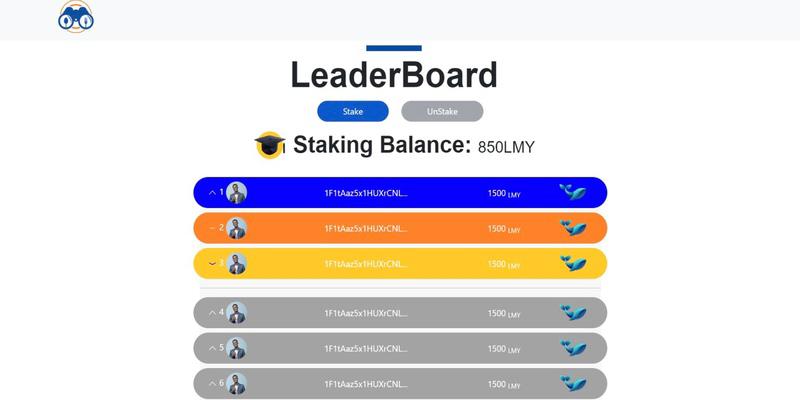 LeaderBoard
Stake UnStake
Staking Balance: 850LMY
1 1F1tAaz5x1HUXrCNL... 1500 LMY
2 1F1tAaz5x1HUXrCNL... 1500 LMY
3 1F1tAaz5x1HUXrCNL... 1500 LMY
4 1F1tAaz5x1HUXrCNL... 1500 LMY
5 1F1tAaz5x1HUXrCNL... 1500 LMY
6 1F1tAaz5x1HUXrCNL... 1500 LMY